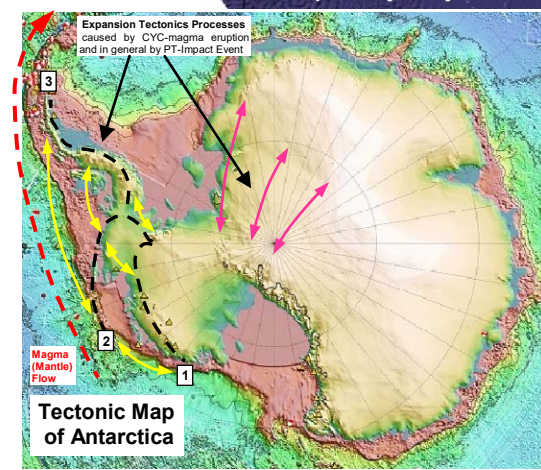 Expansion Tectonics Processes
caused by CYC-magma eruption
and in general by PT-Impact Event
3
Magma
(Mantle)
Flow
2
1
Tectonic Map
of Antarctica